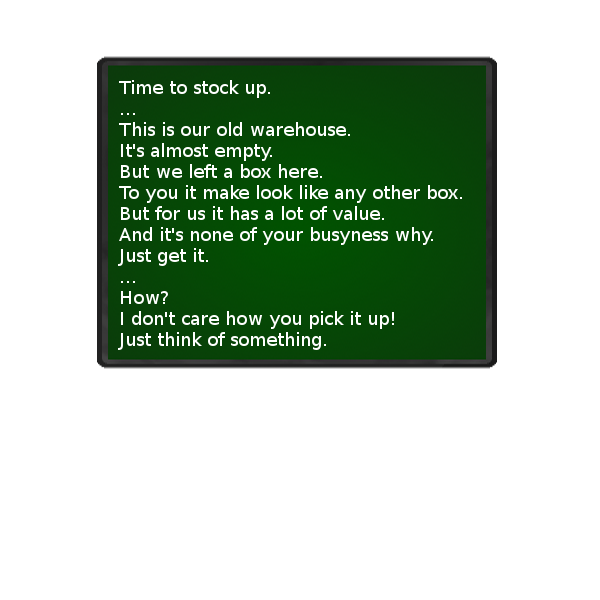 Time to stock up.
...
This is our old warehouse.
It's almost empty.
But we left a box here.
To you it make look like any other box.
But for us it has a lot of value.
And it's none of your busyness why.
Just get it.
...
How?
I don't care how you pick it up!
Just think of something.